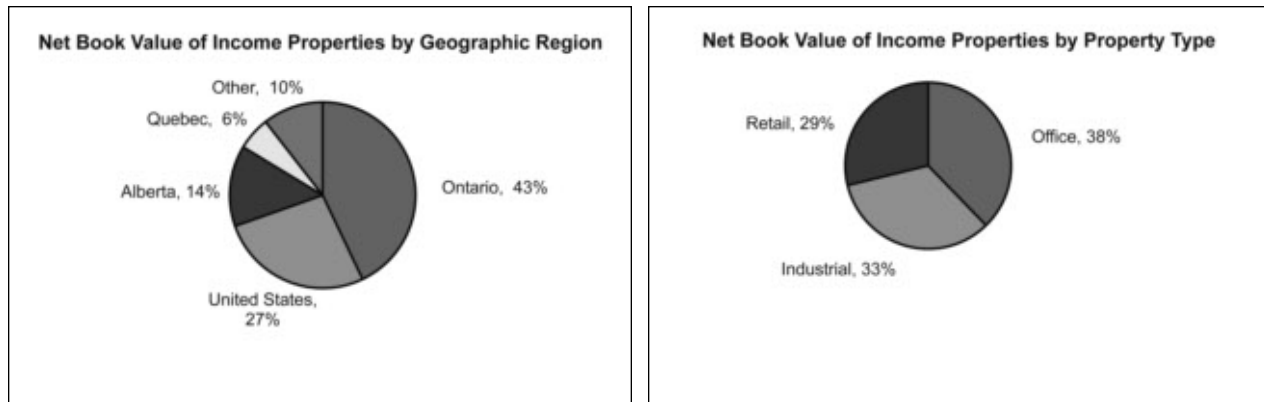 Net Book Value of Income Properties by Geographic Region
Other, 10%
Quebec, 6%
Alberta, 14%
Ontario, 43%
United States,
27%
Net Book Value of Income Properties by Property Type
Retail, 29%
Office, 38%
Industrial, 33%